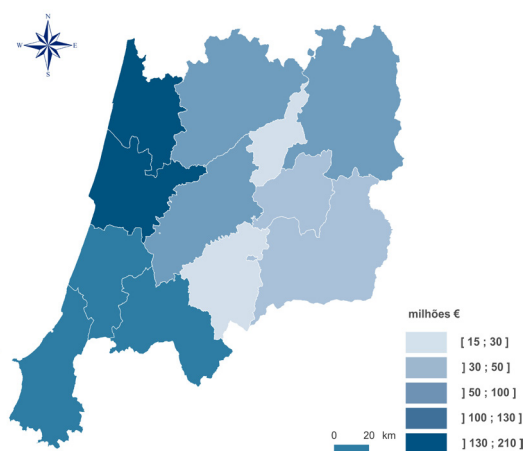 N
W E
S
milhões €
[ 15 ; 30 ]
] 30 ; 50 ]
] 50 ; 100 ]
] 100 ; 130 ]
] 130 ; 210 ]
0 20 km